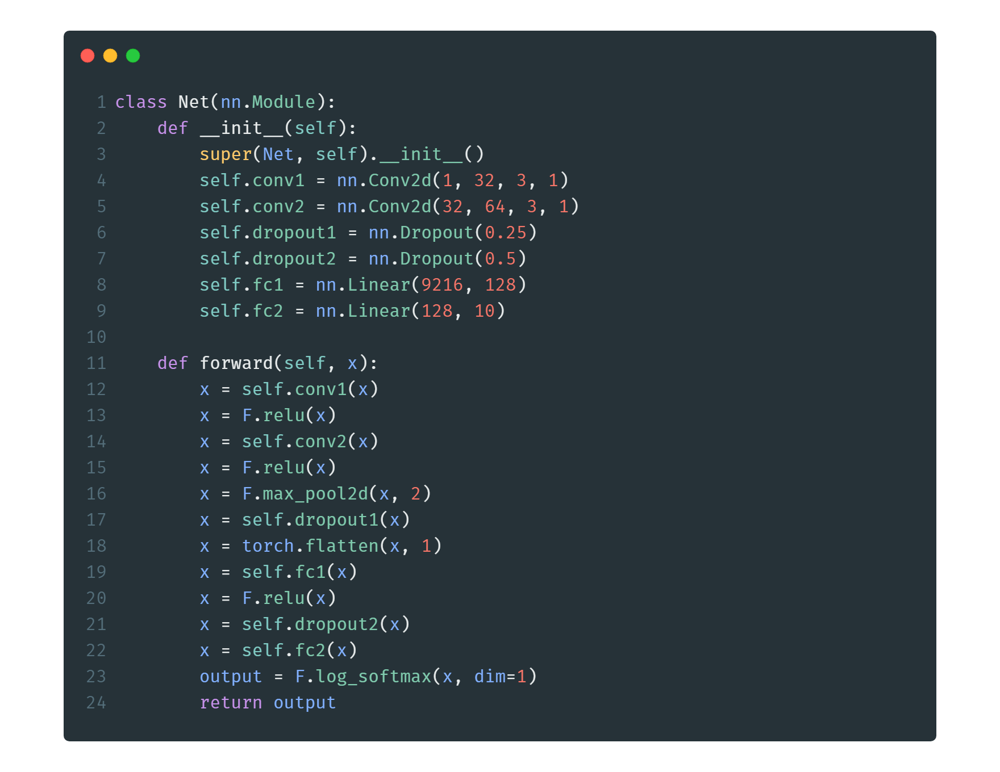 1 class Net(nn.Module):
2     def __init__(self):
3         super(Net, self).__init__()
4         self.conv1 = nn.Conv2d(1, 32, 3, 1)
5         self.conv2 = nn.Conv2d(32, 64, 3, 1)
6         self.dropout1 = nn.Dropout(0.25)
7         self.dropout2 = nn.Dropout(0.5)
8         self.fc1 = nn.Linear(9216, 128)
9         self.fc2 = nn.Linear(128, 10)
10
11     def forward(self, x):
12         x = self.conv1(x)
13         x = F.relu(x)
14         x = self.conv2(x)
15         x = F.relu(x)
16         x = F.max_pool2d(x, 2)
17         x = self.dropout1(x)
18         x = torch.flatten(x, 1)
19         x = self.fc1(x)
20         x = F.relu(x)
21         x = self.dropout2(x)
22         x = self.fc2(x)
23         output = F.log_softmax(x, dim=1)
24         return output